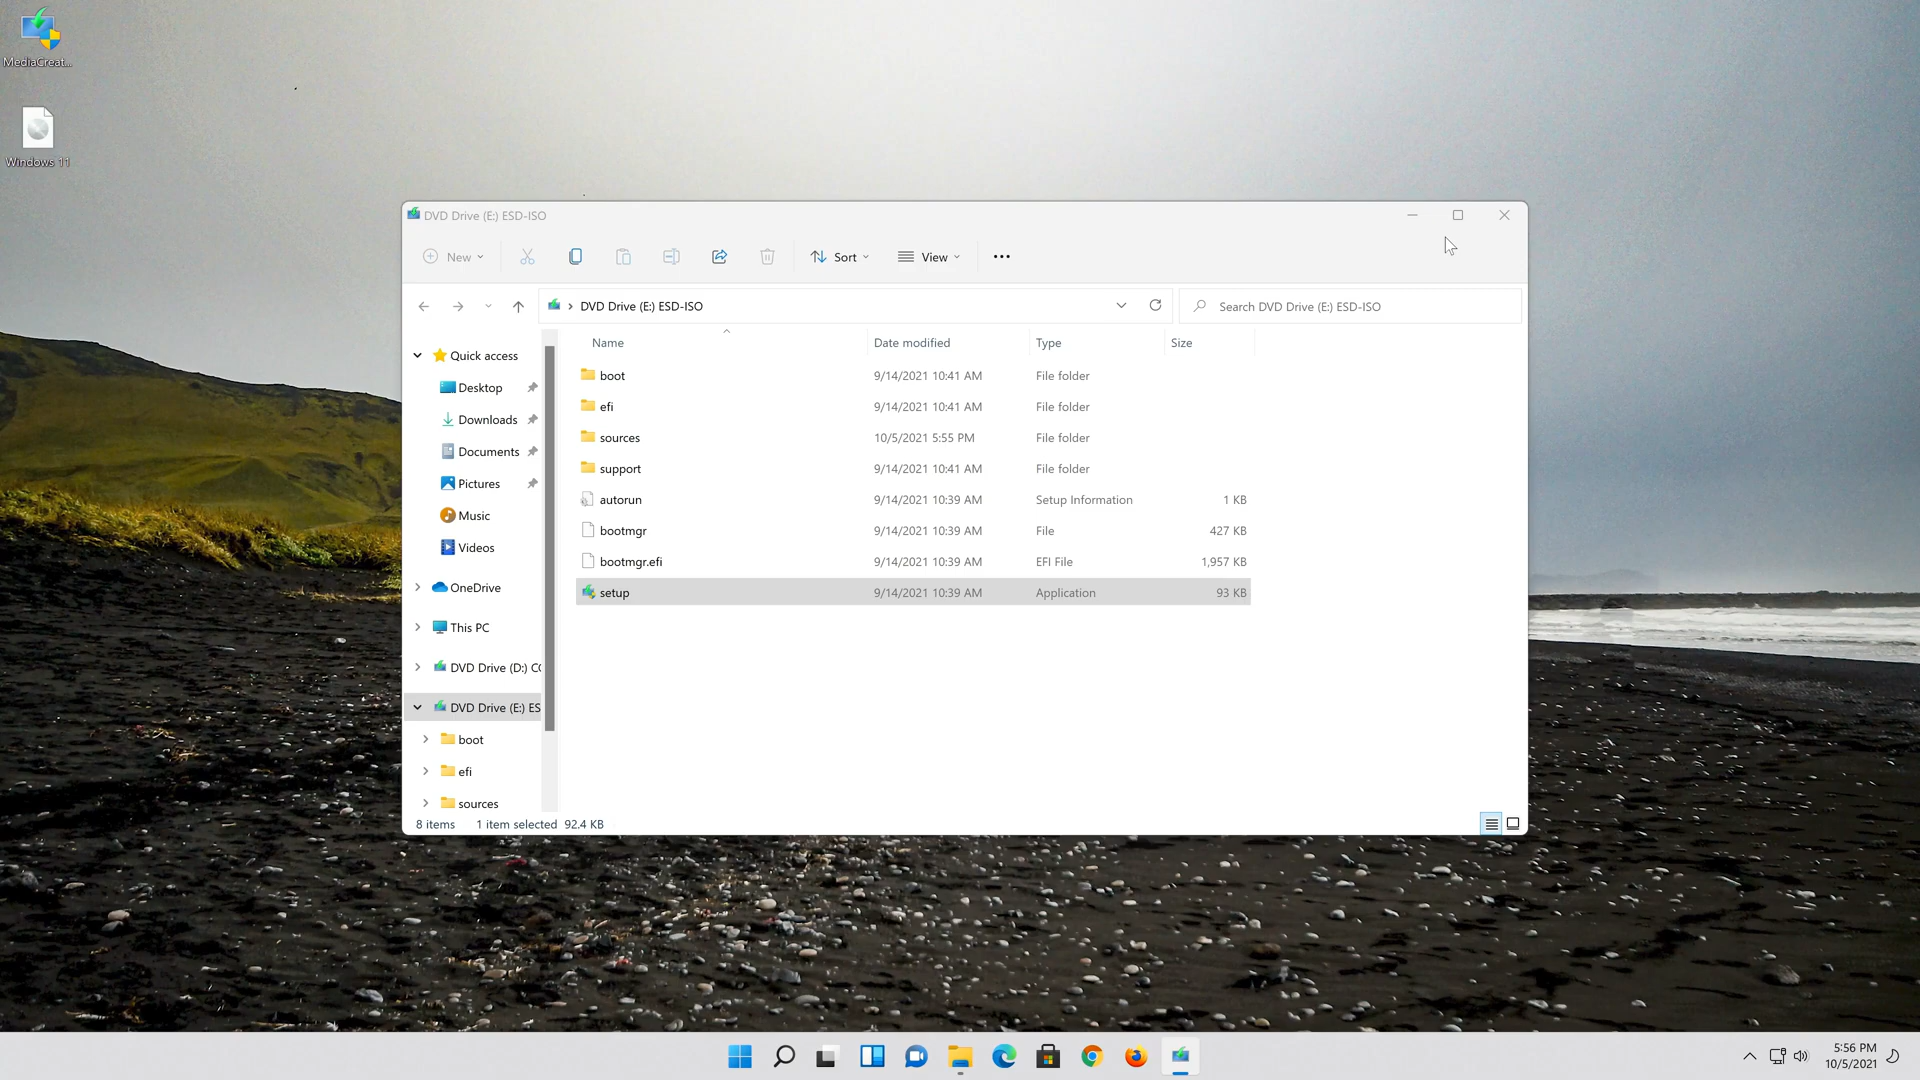 MediaCreat...
Windows 11
DVD Drive (E:) ESD-ISO
New
Sort
View
DVD Drive (E:) ESD-ISO
Search DVD Drive (E:) ESD-ISO
Name Date modified Type Size
Quick access
Desktop
Downloads
Documents
Pictures
Music
Videos
OneDrive
This PC
DVD Drive (D:) CC
DVD Drive (E:) ES
boot
efi
sources
boot 9/14/2021 10:41 AM File folder
efi 9/14/2021 10:41 AM File folder
sources 10/5/2021 5:55 PM File folder
support 9/14/2021 10:41 AM File folder
autorun 9/14/2021 10:39 AM Setup Information 1 KB
bootmgr 9/14/2021 10:39 AM File 427 KB
bootmgr.efi 9/14/2021 10:39 AM EFI File 1,957 KB
setup 9/14/2021 10:39 AM Application 93 KB
8 items 1 item selected 92.4 KB
5:56 PM
10/5/2021